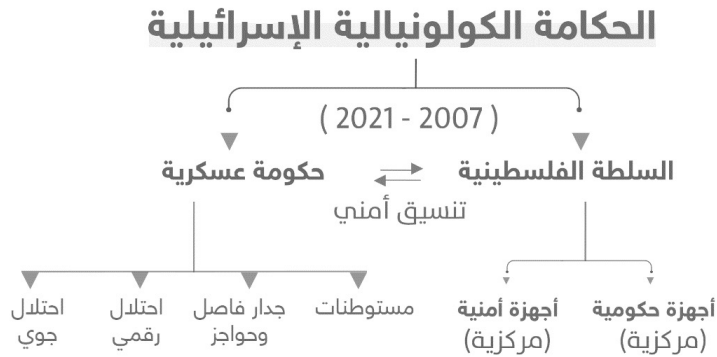 الحكامة الكولونيالية الإسرائيلية
( 2007 - 2021 )
السلطة الفلسطينية
حكومة عسكرية
تنسيق أمني
أجهزة حكومية
(مركزية)
أجهزة أمنية
(مركزية)
مستوطنات
جدار فاصل
وحواجز
احتلال
رقمي
احتلال
جوي